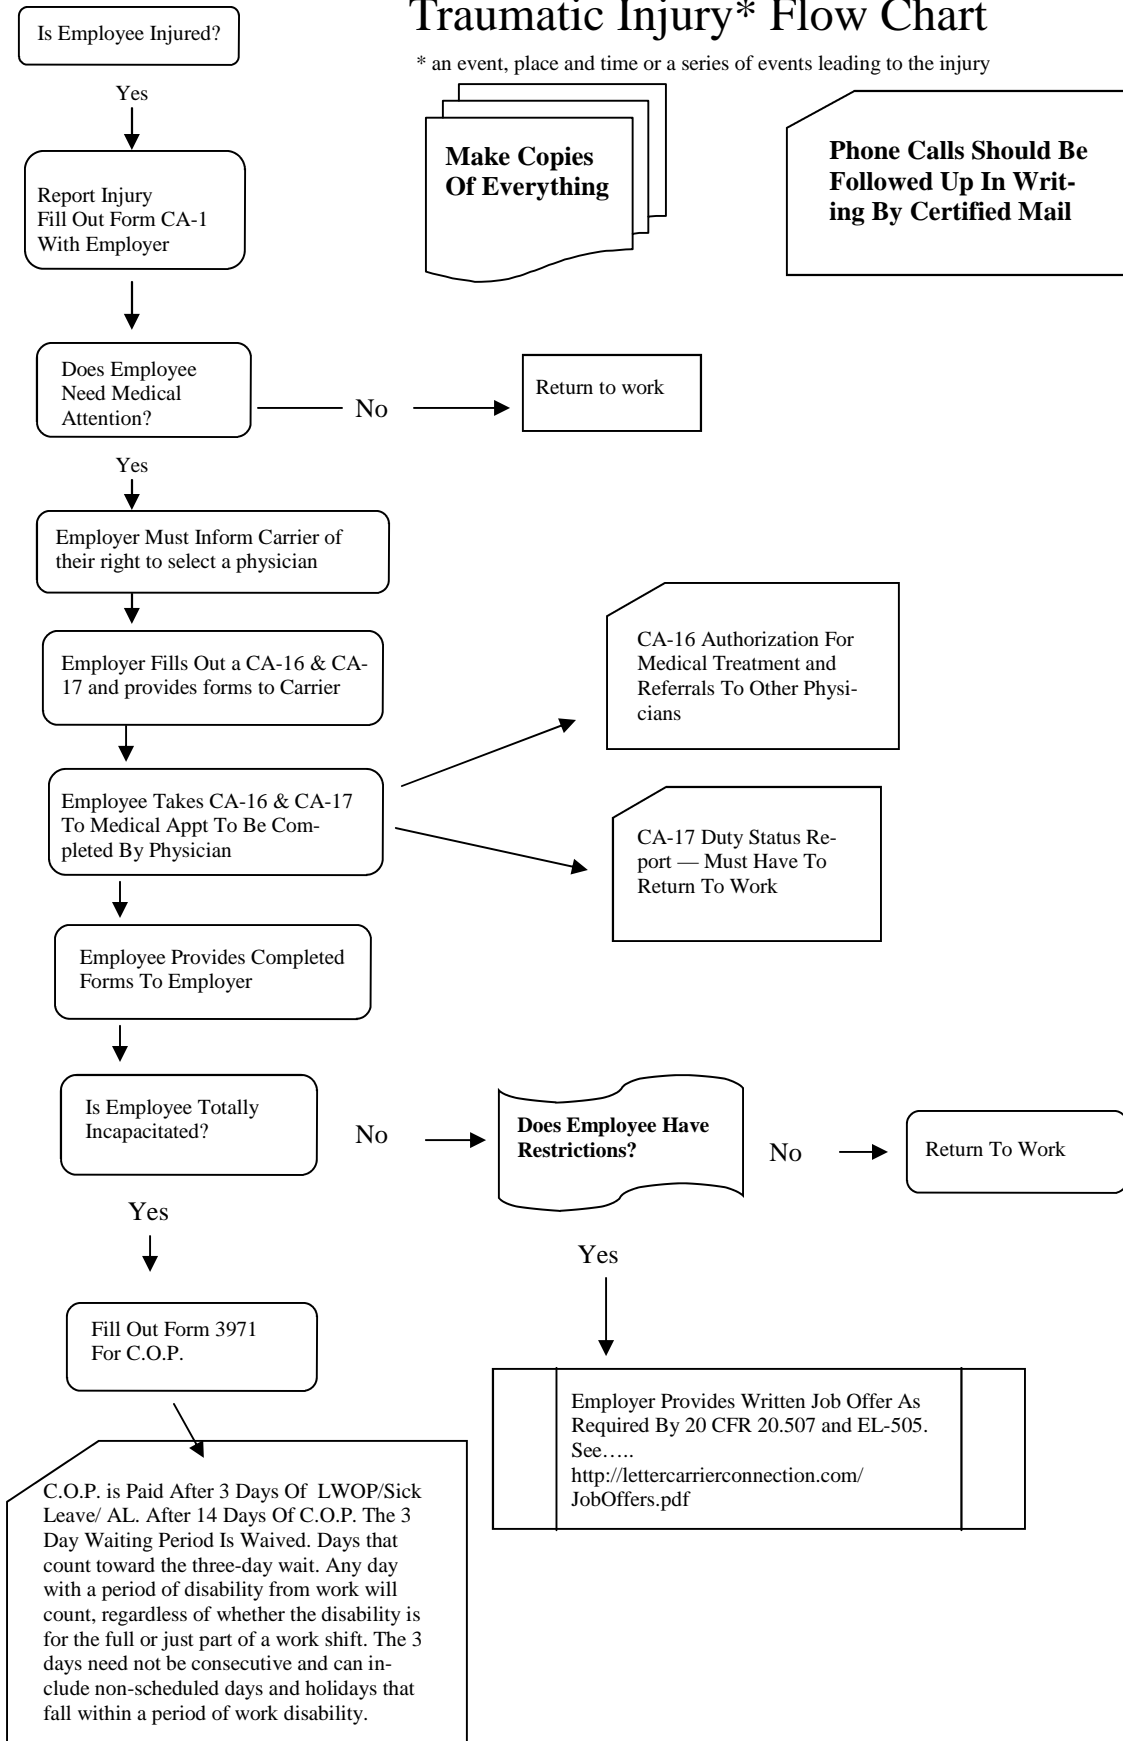 Traumatic Injury* Flow Chart
* an event, place and time or a series of events leading to the injury
Is Employee Injured?
Yes
Make Copies
Of Everything
Phone Calls Should Be
Followed Up In Writ-
ing By Certified Mail
Report Injury
Fill Out Form CA-1
With Employer
Does Employee
Need Medical
Attention?
No
Return to work
Yes
Employer Must Inform Carrier of
their right to select a physician
Employer Fills Out a CA-16 & CA-
17 and provides forms to Carrier
CA-16 Authorization For
Medical Treatment and
Referrals To Other Physi-
cians
Employee Takes CA-16 & CA-17
To Medical Appt To Be Com-
pleted By Physician
CA-17 Duty Status Re-
port — Must Have To
Return To Work
Employee Provides Completed
Forms To Employer
Is Employee Totally
Incapacitated?
No
Does Employee Have
Restrictions?
No
Return To Work
Yes
Yes
Fill Out Form 3971
For C.O.P.
Employer Provides Written Job Offer As
Required By 20 CFR 20.507 and EL-505.
See…..
http://lettercarrierconnection.com/
JobOffers.pdf
C.O.P. is Paid After 3 Days Of LWOP/Sick
Leave/ AL. After 14 Days Of C.O.P. The 3
Day Waiting Period Is Waived. Days that
count toward the three-day wait. Any day
with a period of disability from work will
count, regardless of whether the disability is
for the full or just part of a work shift. The 3
days need not be consecutive and can in-
clude non-scheduled days and holidays that
fall within a period of work disability.